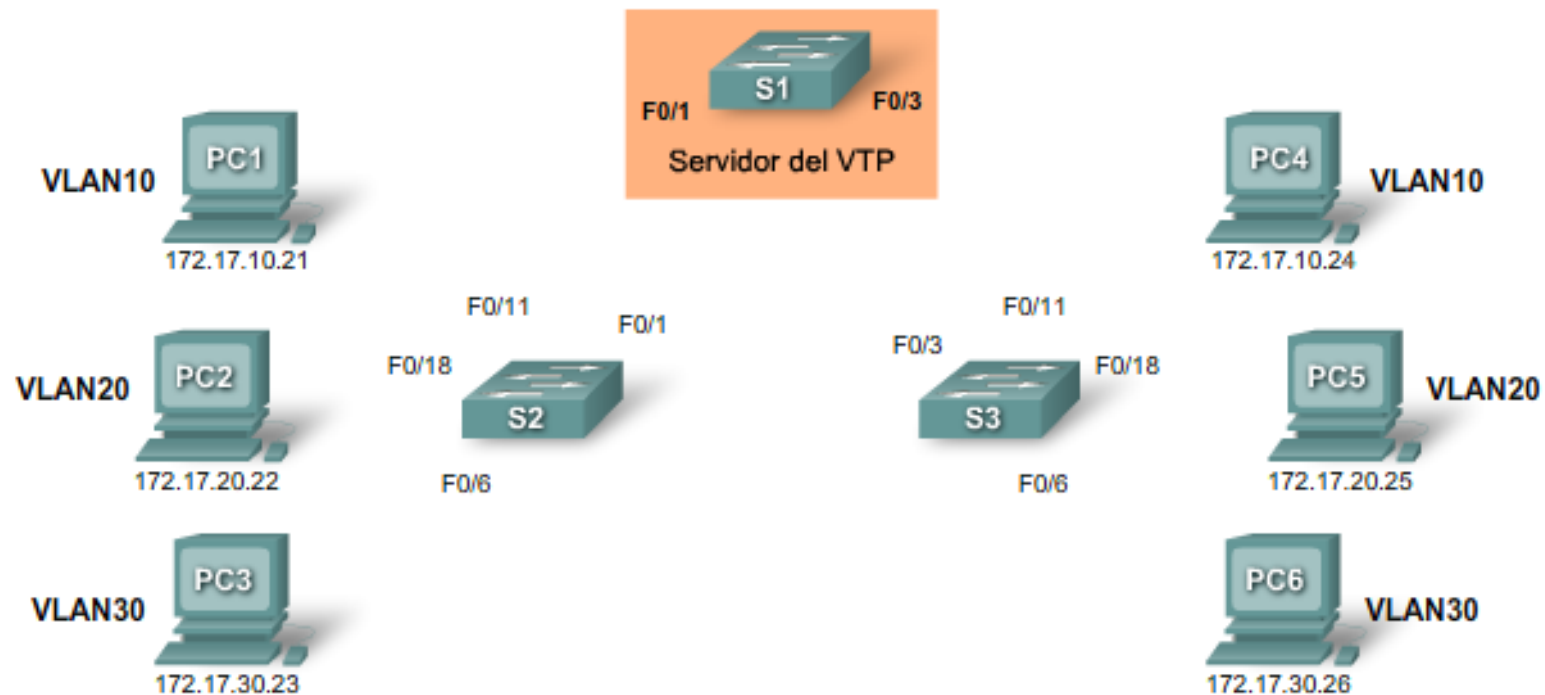 S1
F0/1
F0/3
Servidor del VTP
VLAN10
PC1
172.17.10.21
PC4
VLAN10
172.17.10.24
F0/11
F0/1
F0/18
S2
F0/6
F0/11
F0/3
F0/18
S3
F0/6
VLAN20
PC2
172.17.20.22
PC5
VLAN20
172.17.20.25
VLAN30
PC3
172.17.30.23
PC6
VLAN30
172.17.30.26